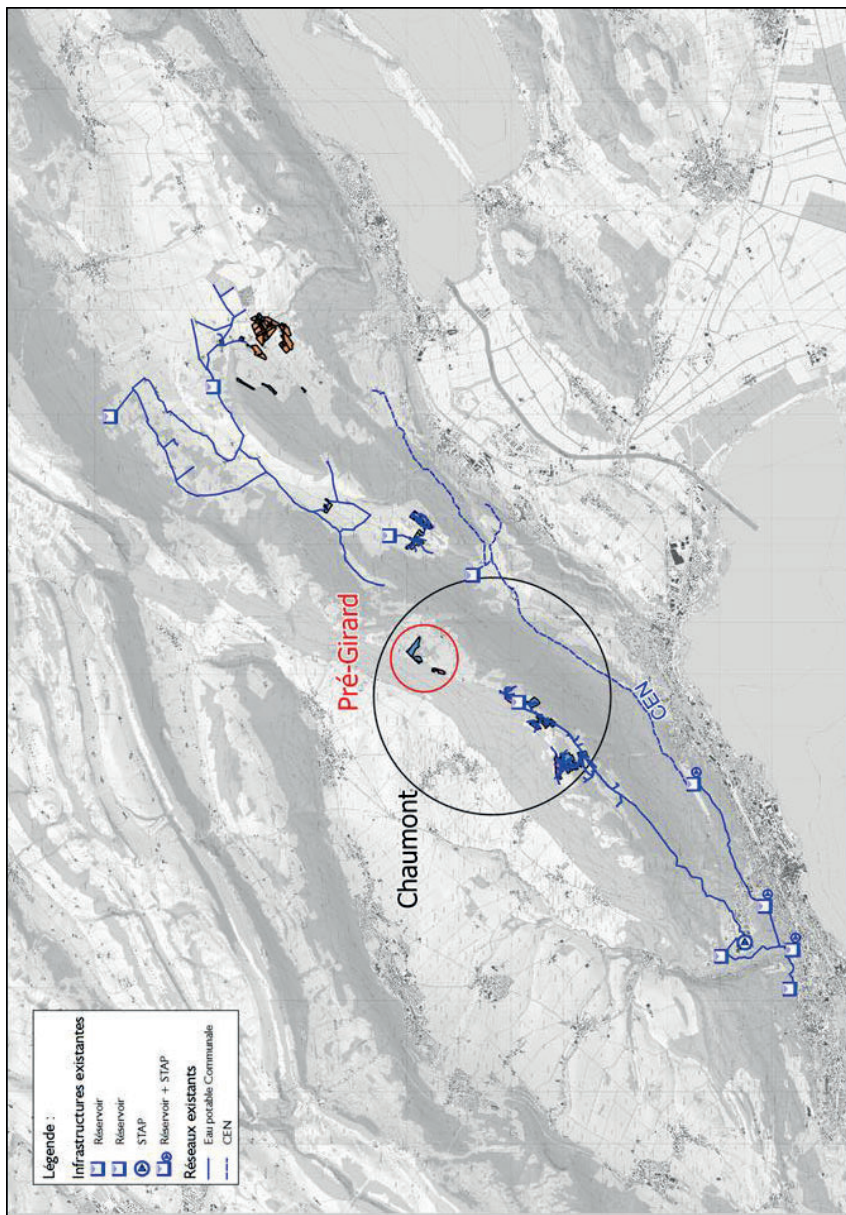 Légende :
Infrastructures existantes
Réservoir
Réservoir
STAP
Réservoir + STAP
Réseaux existants
Eau potable Communale
CEN
Chaumont
Pré-Girard
CEN